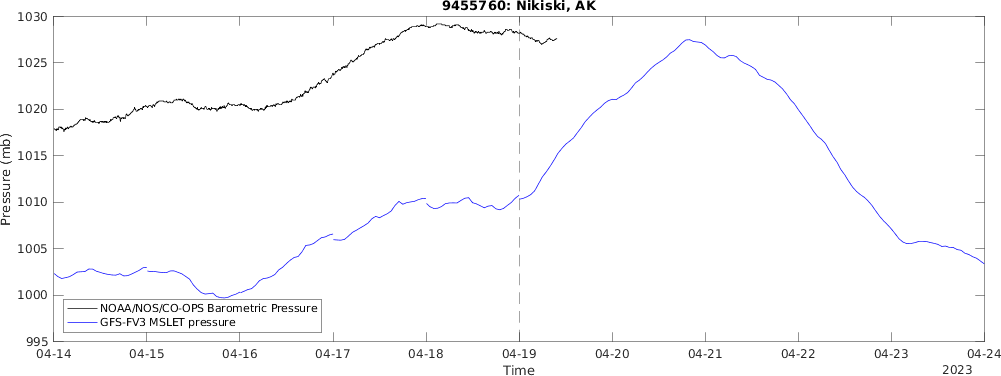 9455760: Nikiski, AK
Pressure (mb)
1030
1025
1020
1015
1010
1005
1000
995
NOAA/NOS/CO-OPS Barometric Pressure
GFS-FV3 MSLET pressure
04-14 04-15 04-16 04-17 04-18 04-19 04-20 04-21 04-22 04-23 04-24
Time
2023